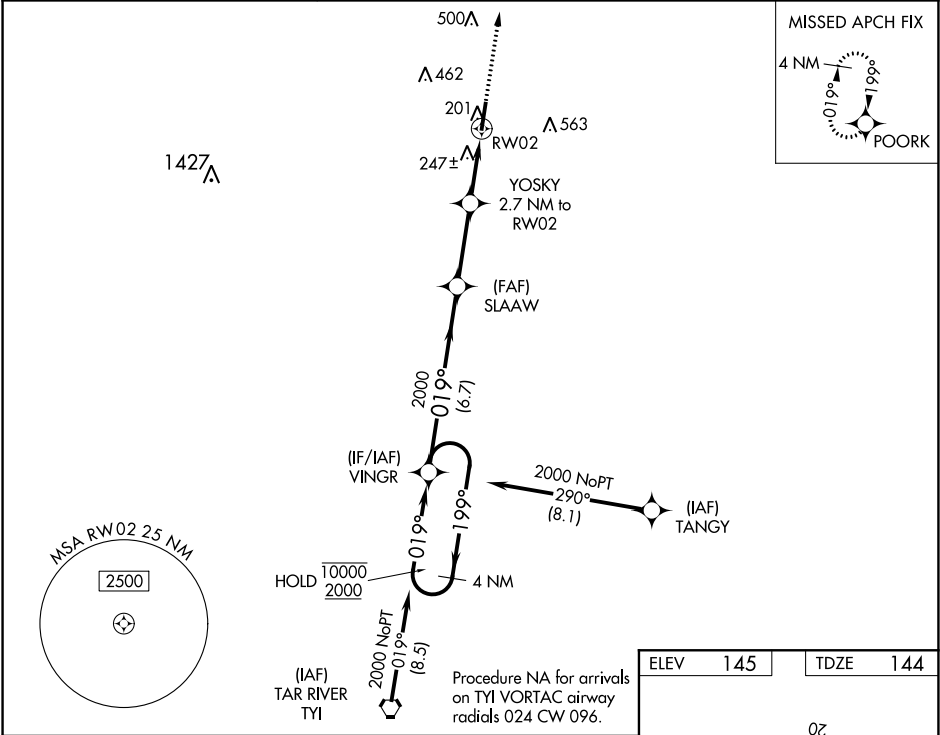 500
462
201
563
RW02
247±
1427
YOSKY
2.7 NM to
RW02
(FAF)
SLAAW
2000
019°
(6.7)
(IF/IAF)
VINGR
2000 NoPT
290°
(8.1)
(IAF)
TANGY
019°
199°
HOLD 10000
2000
4 NM
2000 NoPT
019°
(8.5)
(IAF)
TAR RIVER
TYI
Procedure NA for arrivals
on TYI VORTAC airway
radials 024 CW 096.
MSA RW02 25 NM
2500
MISSED APCH FIX
4 NM
019°
199°
POORK
ELEV 145
TDZE 144
20